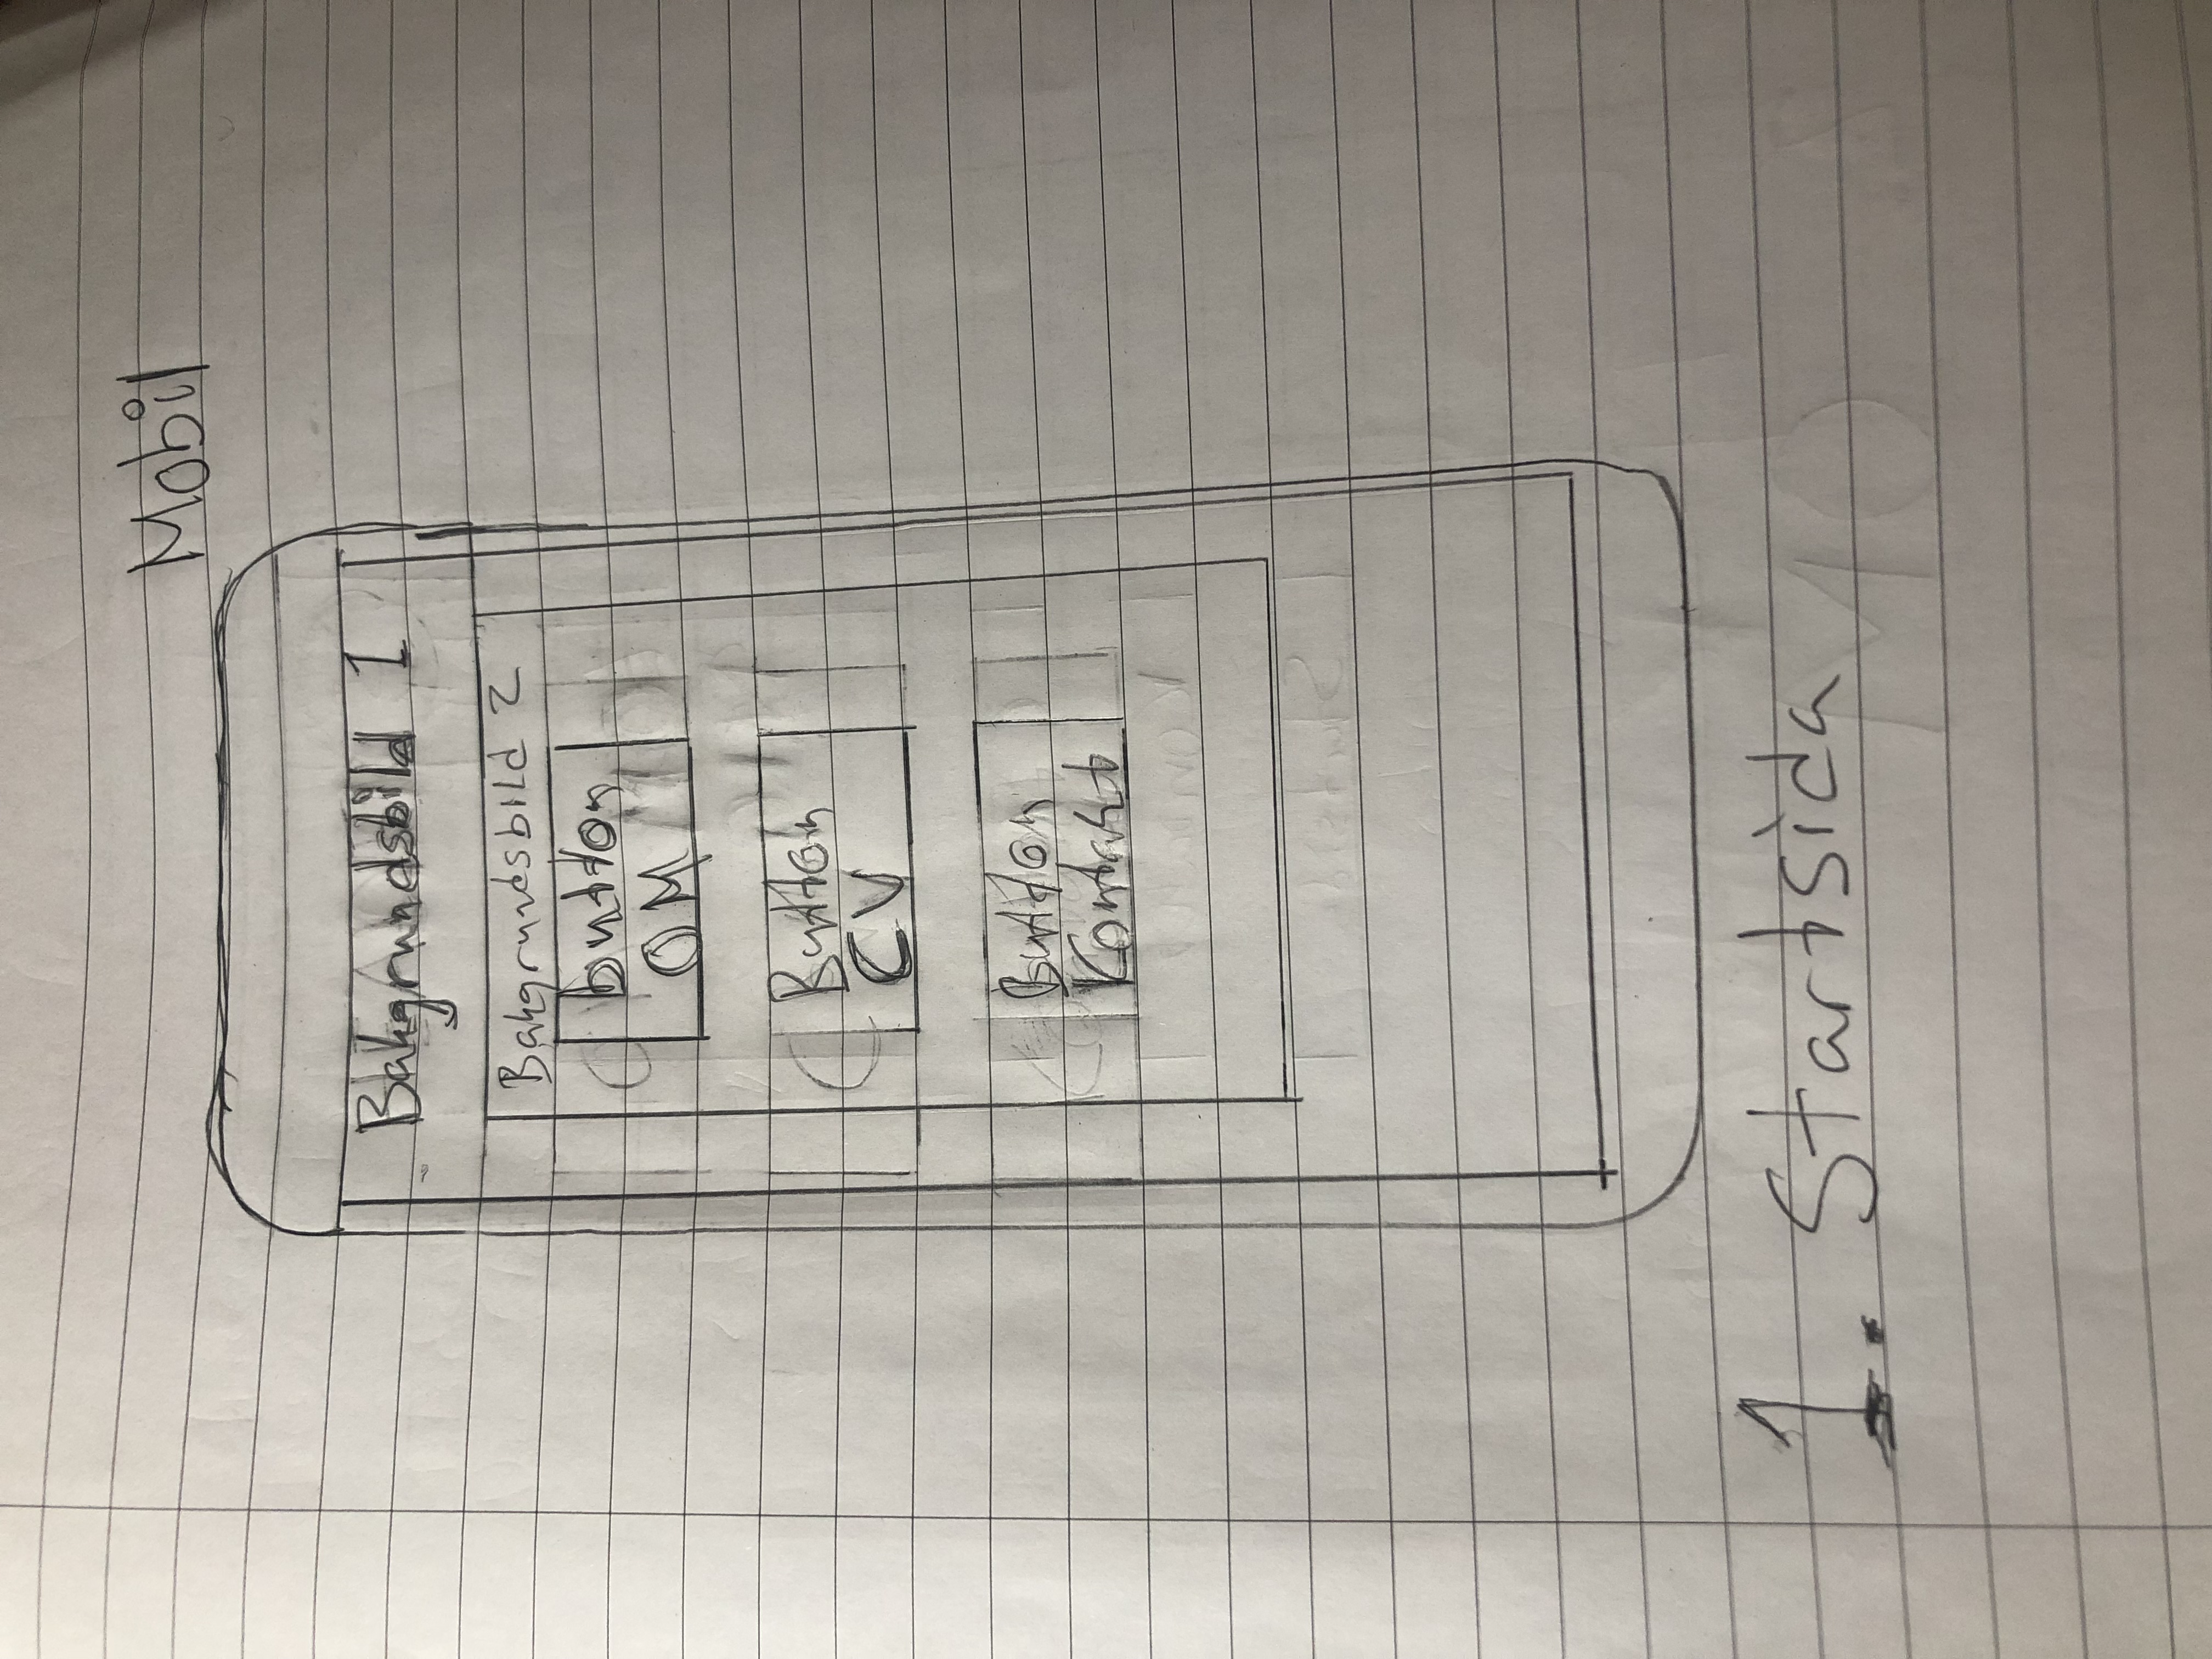 Mobil
Bakgrundsbild 1
Bakgrundsbild 2
button
OM
Button
CV
Button
Kontakt
1. Startsida